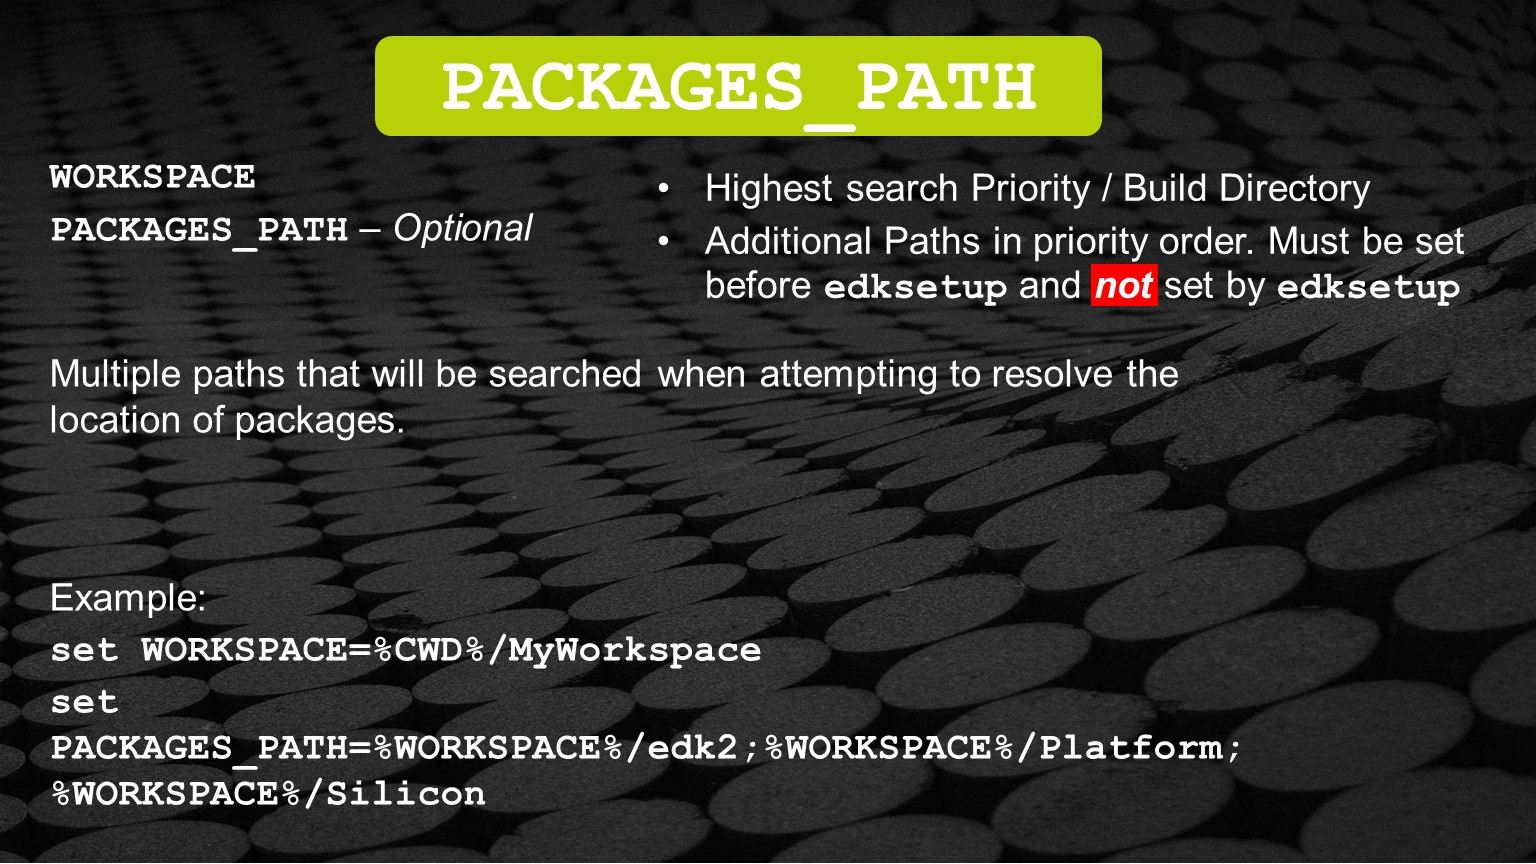 PACKAGES_PATH
WORKSPACE
PACKAGES_PATH – Optional
• Highest search Priority / Build Directory
• Additional Paths in priority order. Must be set
before edksetup and not set by edksetup
Multiple paths that will be searched when attempting to resolve the
location of packages.
Example:
set WORKSPACE=%CWD%/MyWorkspace
set
PACKAGES_PATH=%WORKSPACE%/edk2;%WORKSPACE%/Platform;
%WORKSPACE%/Silicon